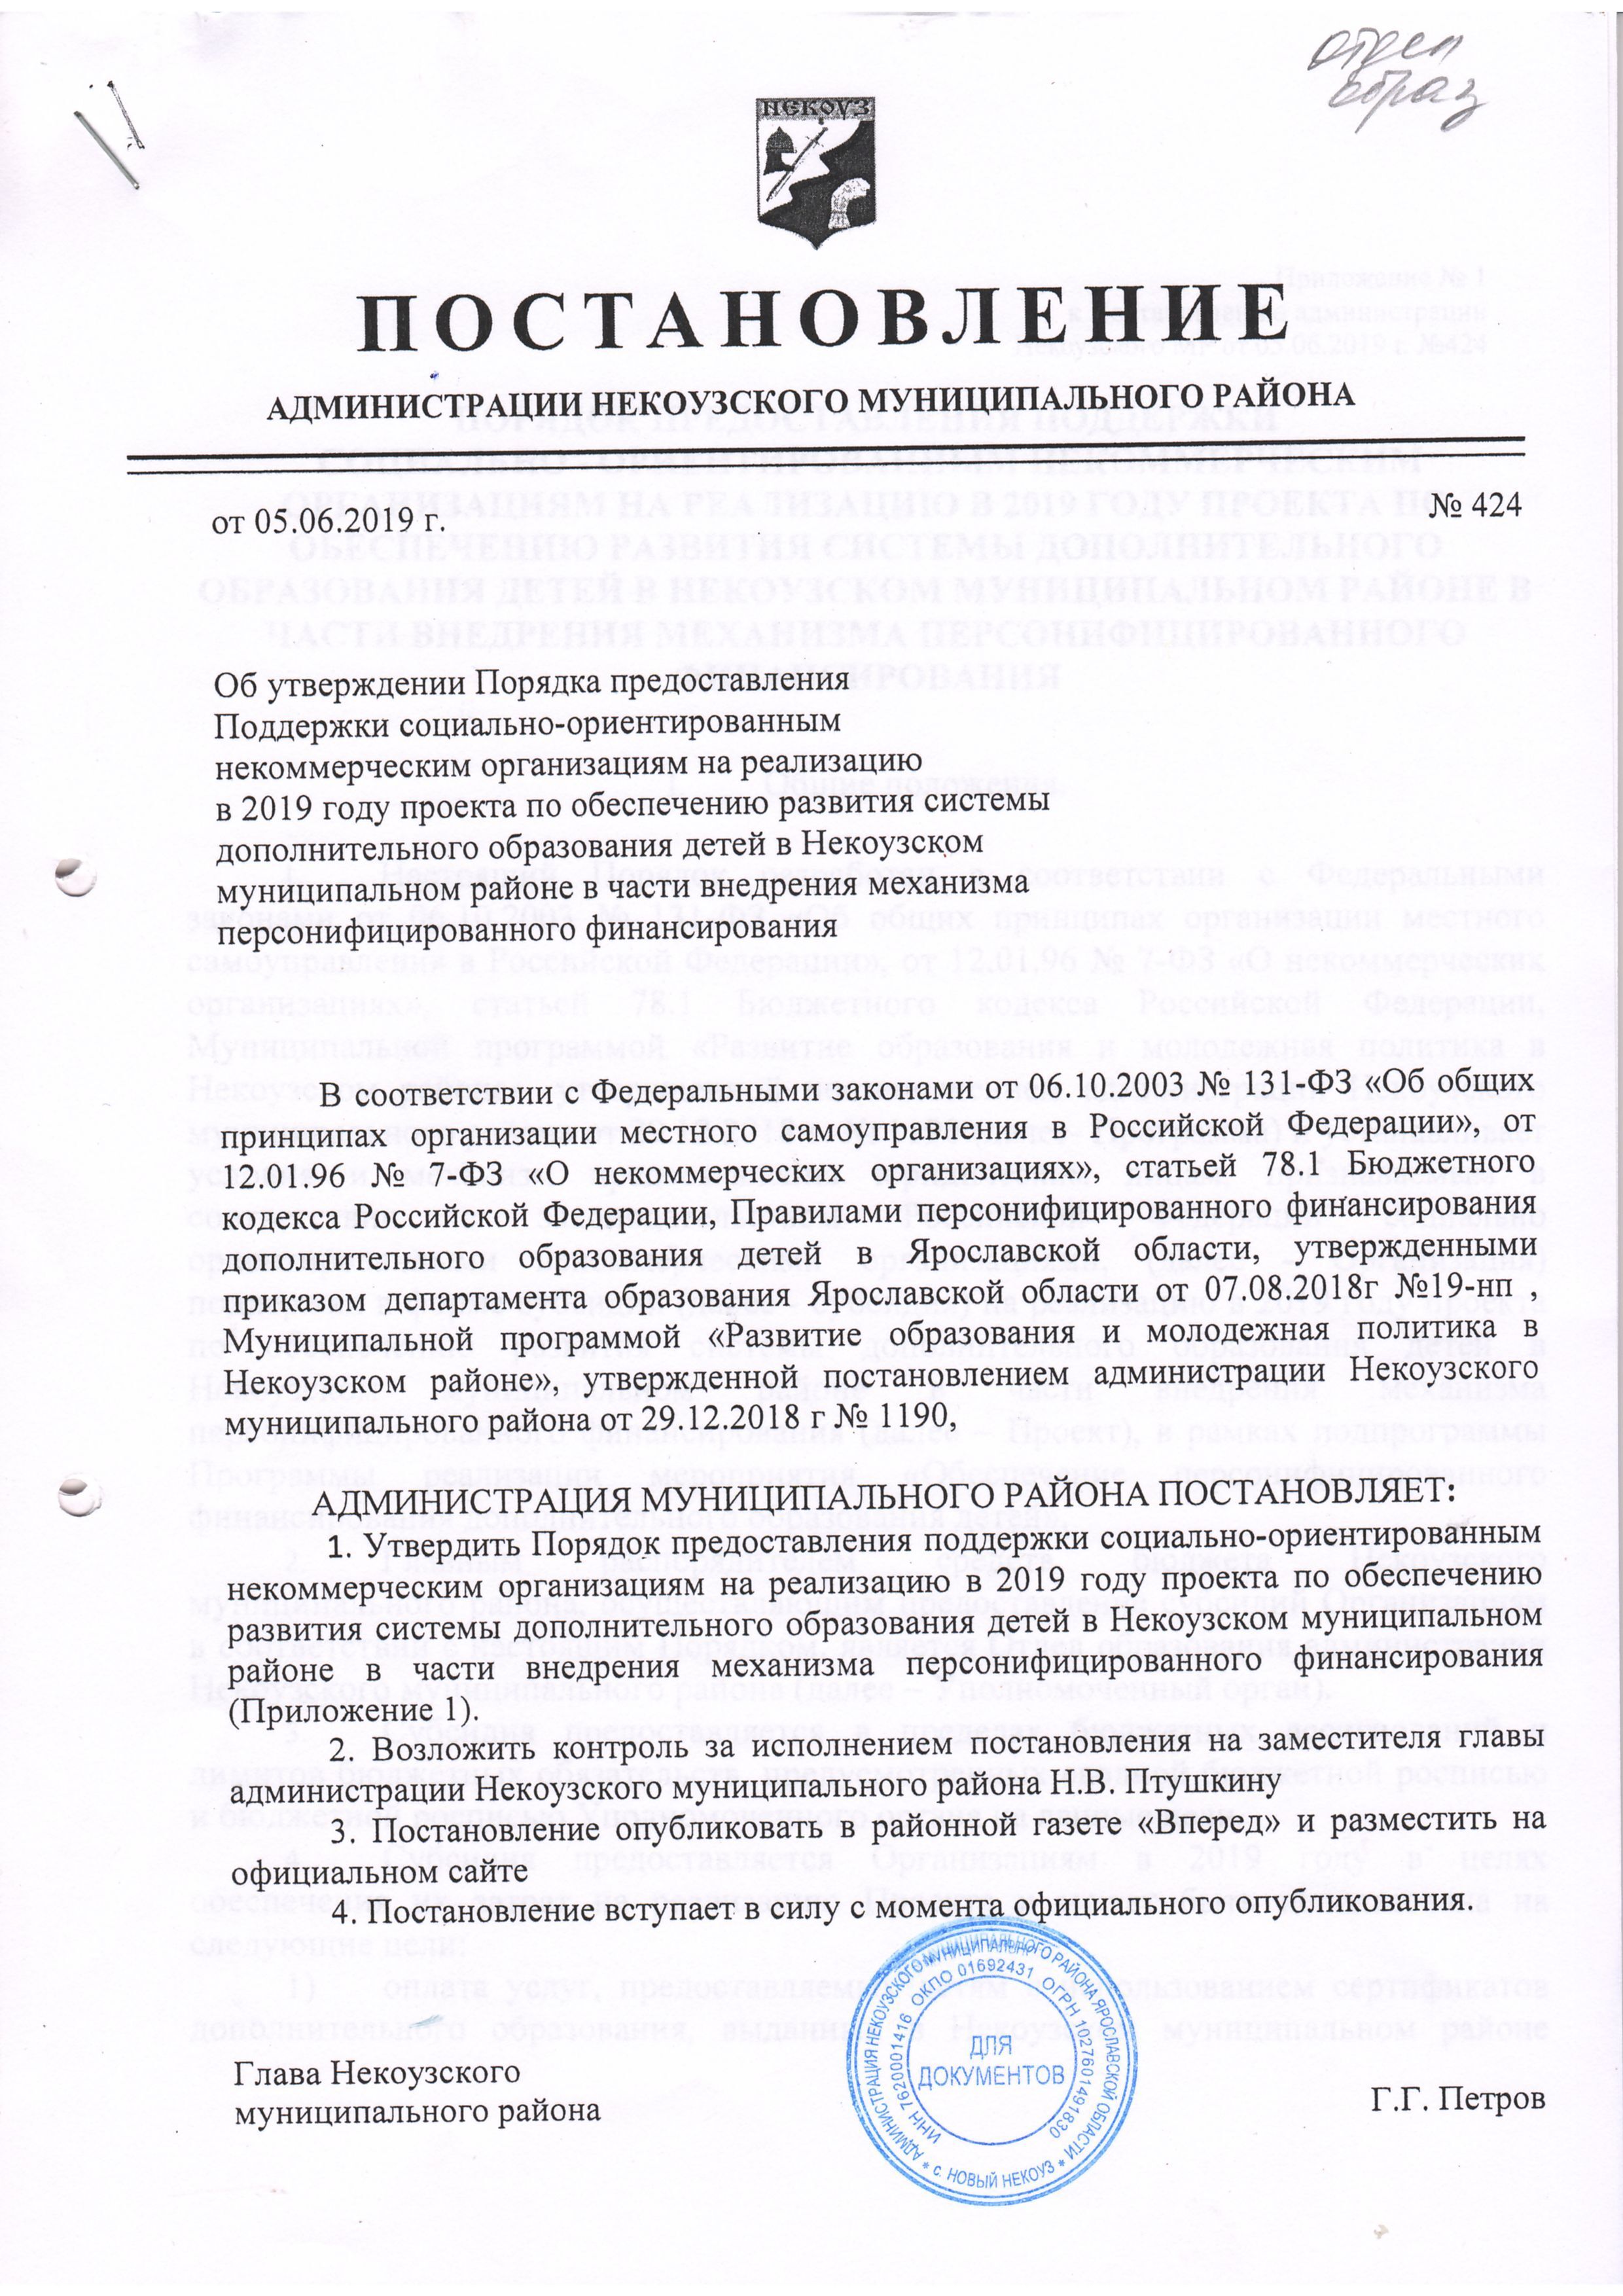 отдел
образ
НЕКОУЗ
ПОСТАНОВЛЕНИЕ
АДМИНИСТРАЦИИ НЕКОУЗСКОГО МУНИЦИПАЛЬНОГО РАЙОНА
от 05.06.2019 г.
№ 424
Об утверждении Порядка предоставления
Поддержки социально-ориентированным
некоммерческим организациям на реализацию
в 2019 году проекта по обеспечению развития системы
дополнительного образования детей в Некоузском
муниципальном районе в части внедрения механизма
персонифицированного финансирования
В соответствии с Федеральными законами от 06.10.2003 № 131-ФЗ «Об общих
принципах организации местного самоуправления в Российской Федерации», от
12.01.96 № 7-ФЗ «О некоммерческих организациях», статьей 78.1 Бюджетного
кодекса Российской Федерации, Правилами персонифицированного финансирования
дополнительного образования детей в Ярославской области, утвержденными
приказом департамента образования Ярославской области от 07.08.2018г №19-нп ,
Муниципальной программой «Развитие образования и молодежная политика в
Некоузском районе», утвержденной постановлением администрации Некоузского
муниципального района от 29.12.2018 г № 1190,
АДМИНИСТРАЦИЯ МУНИЦИПАЛЬНОГО РАЙОНА ПОСТАНОВЛЯЕТ:
1. Утвердить Порядок предоставления поддержки социально-ориентированным
некоммерческим организациям на реализацию в 2019 году проекта по обеспечению
развития системы дополнительного образования детей в Некоузском муниципальном
районе в части внедрения механизма персонифицированного финансирования
(Приложение 1).
2. Возложить контроль за исполнением постановления на заместителя главы
администрации Некоузского муниципального района Н.В. Птушкину
3. Постановление опубликовать в районной газете «Вперед» и разместить на
официальном сайте
4. Постановление вступает в силу с момента официального опубликования.
Глава Некоузского
муниципального района
Г.Г. Петров
АДМИНИСТРАЦИЯ НЕКОУЗСКОГО МУНИЦИПАЛЬНОГО РАЙОНА ЯРОСЛАВСКОЙ ОБЛАСТИ
* с. НОВЫЙ НЕКОУЗ *
ИНН 7620001416 ОКПО 01692431 ОГРН 1027601491830
ДЛЯ
ДОКУМЕНТОВ